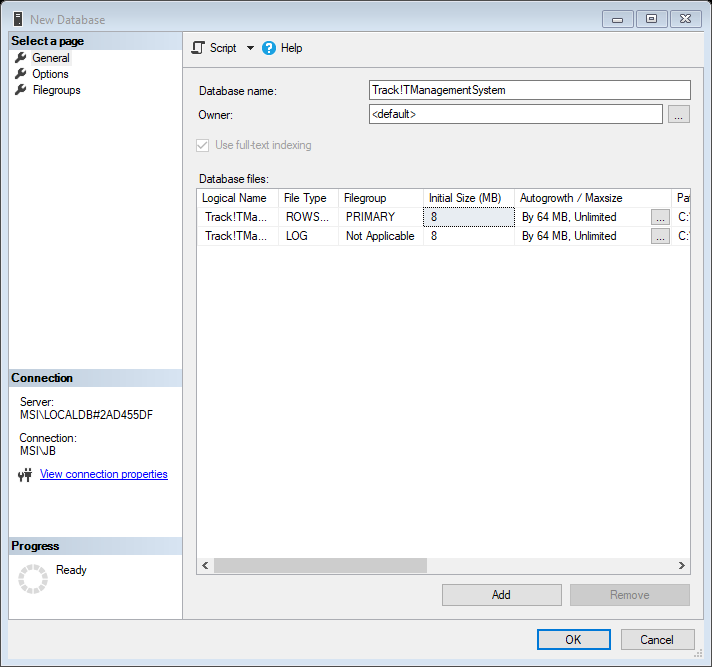 New Database
Select a page
General
Options
Filegroups
Script Help
Database name: Track!TManagementSystem
Owner: <default> ...
Use full-text indexing
Database files:
Logical Name File Type Filegroup Initial Size (MB) Autogrowth / Maxsize Pa
Track!TMa... ROWS... PRIMARY 8 By 64 MB, Unlimited ... C:\
Track!TMa... LOG Not Applicable 8 By 64 MB, Unlimited ... C:\
Connection
Server:
MSI\LOCALDB#2AD455DF
Connection:
MSI\JB
View connection properties
Progress
Ready
Add Remove
OK Cancel